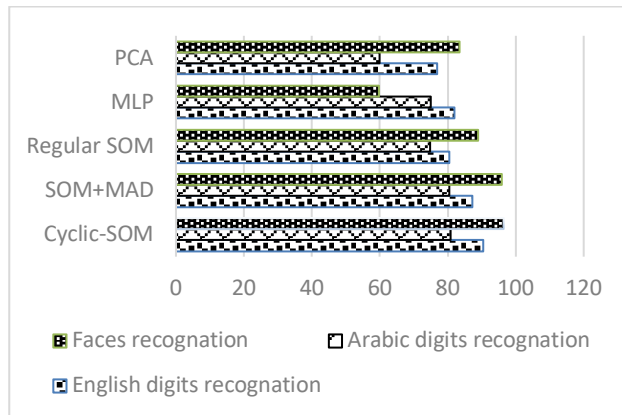 PCA
MLP
Regular SOM
SOM+MAD
Cyclic-SOM
0 20 40 60 80 100 120
Faces recognation Arabic digits recognation
English digits recognation